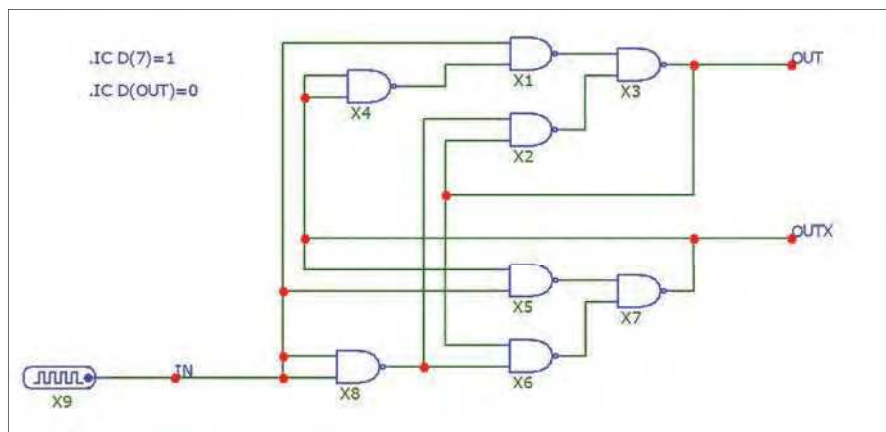 .IC D(7)=1
.IC D(OUT)=0
X1
X3
OUT
X4
X2
OUTX
X5
X7
IN
X9
X8
X6